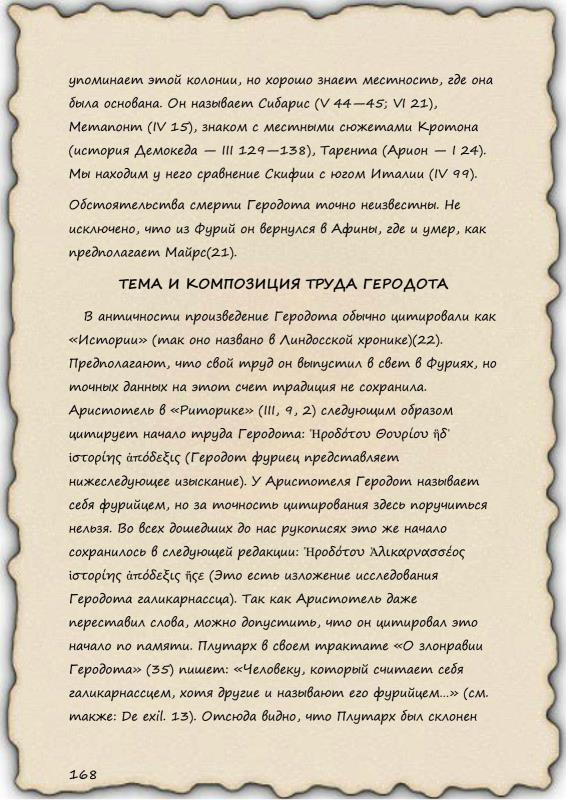 упоминает этой колонии, но хорошо знает местность, где она
была основана. Он называет Сибарис (V 44—45; VI 21),
Метапонт (IV 15), знаком с местными сюжетами Кротона
(история Демокеда — III 129—138), Тарента (Арион — I 24).
Мы находим у него сравнение Скифии с югом Италии (IV 99).
Обстоятельства смерти Геродота точно неизвестны. Не
исключено, что из Фурий он вернулся в Афины, где и умер, как
предполагает Майрс(21).
ТЕМА И КОМПОЗИЦИЯ ТРУДА ГЕРОДОТА
В античности произведение Геродота обычно цитировали как
«Истории» (так оно названо в Линдосской хронике)(22).
Предполагают, что свой труд он выпустил в свет в Фуриях, но
точных данных на этот счет традиция не сохранила.
Аристотель в «Риторике» (III, 9, 2) следующим образом
цитирует начало труда Геродота: Ἡροδότου Θουρίου ἥδ'
ἱστορίης ἀπόδεξις (Геродот фуриец представляет
нижеследующее изыскание). У Аристотеля Геродот называет
себя фурийцем, но за точность цитирования здесь поручиться
нельзя. Во всех дошедших до нас рукописях это же начало
сохранилось в следующей редакции: Ἡροδότου Ἁλικαρνασσέος
ἱστορίης ἀπόδεξις ἥςε (Это есть изложение исследования
Геродота галикарнассца). Так как Аристотель даже
переставил слова, можно допустить, что он цитировал это
начало по памяти. Плутарх в своем трактате «О злонравии
Геродота» (35) пишет: «Человеку, который считает себя
галикарнассцем, хотя другие и называют его фурийцем...» (см.
также: De exil. 13). Отсюда видно, что Плутарх был склонен
168